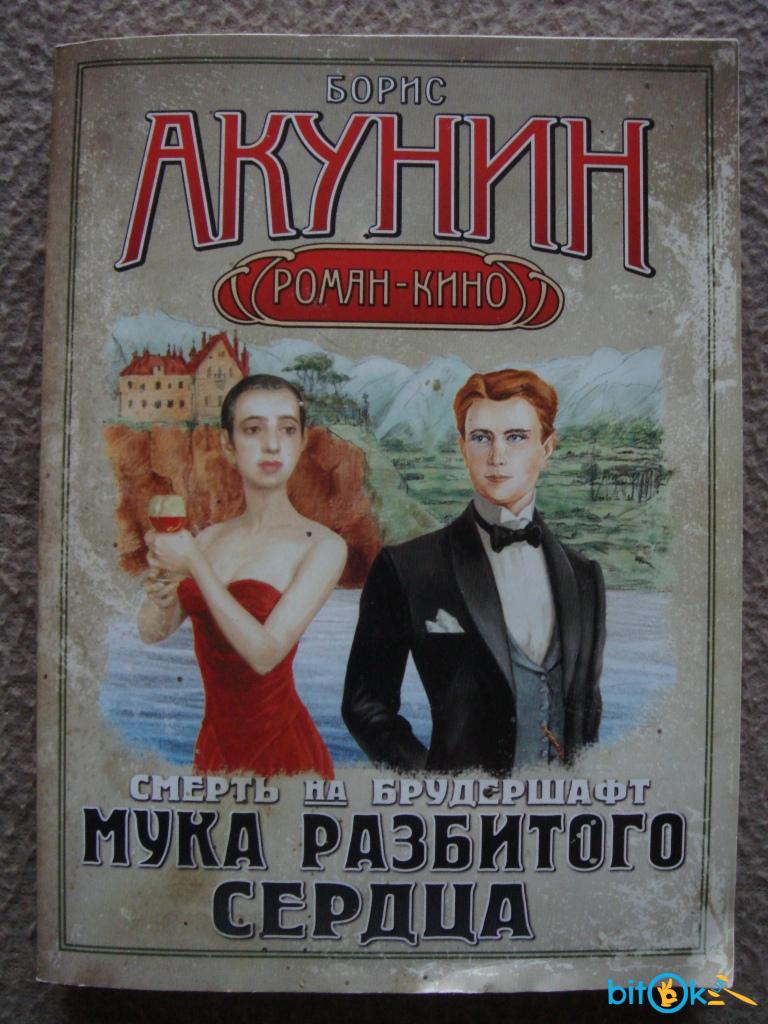 БОРИС
АКУНИН
РОМАН-КИНО
СМЕРТЬ НА БРУДЕРШАФТ
МУКА РАЗБИТОГО
СЕРДЦА
bitOk